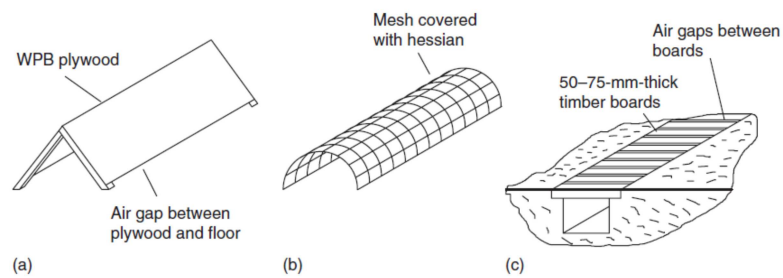 WPB plywood
Air gap between
plywood and floor
(a)
Mesh covered
with hessian
(b)
Air gaps between
boards
50–75-mm-thick
timber boards
(c)